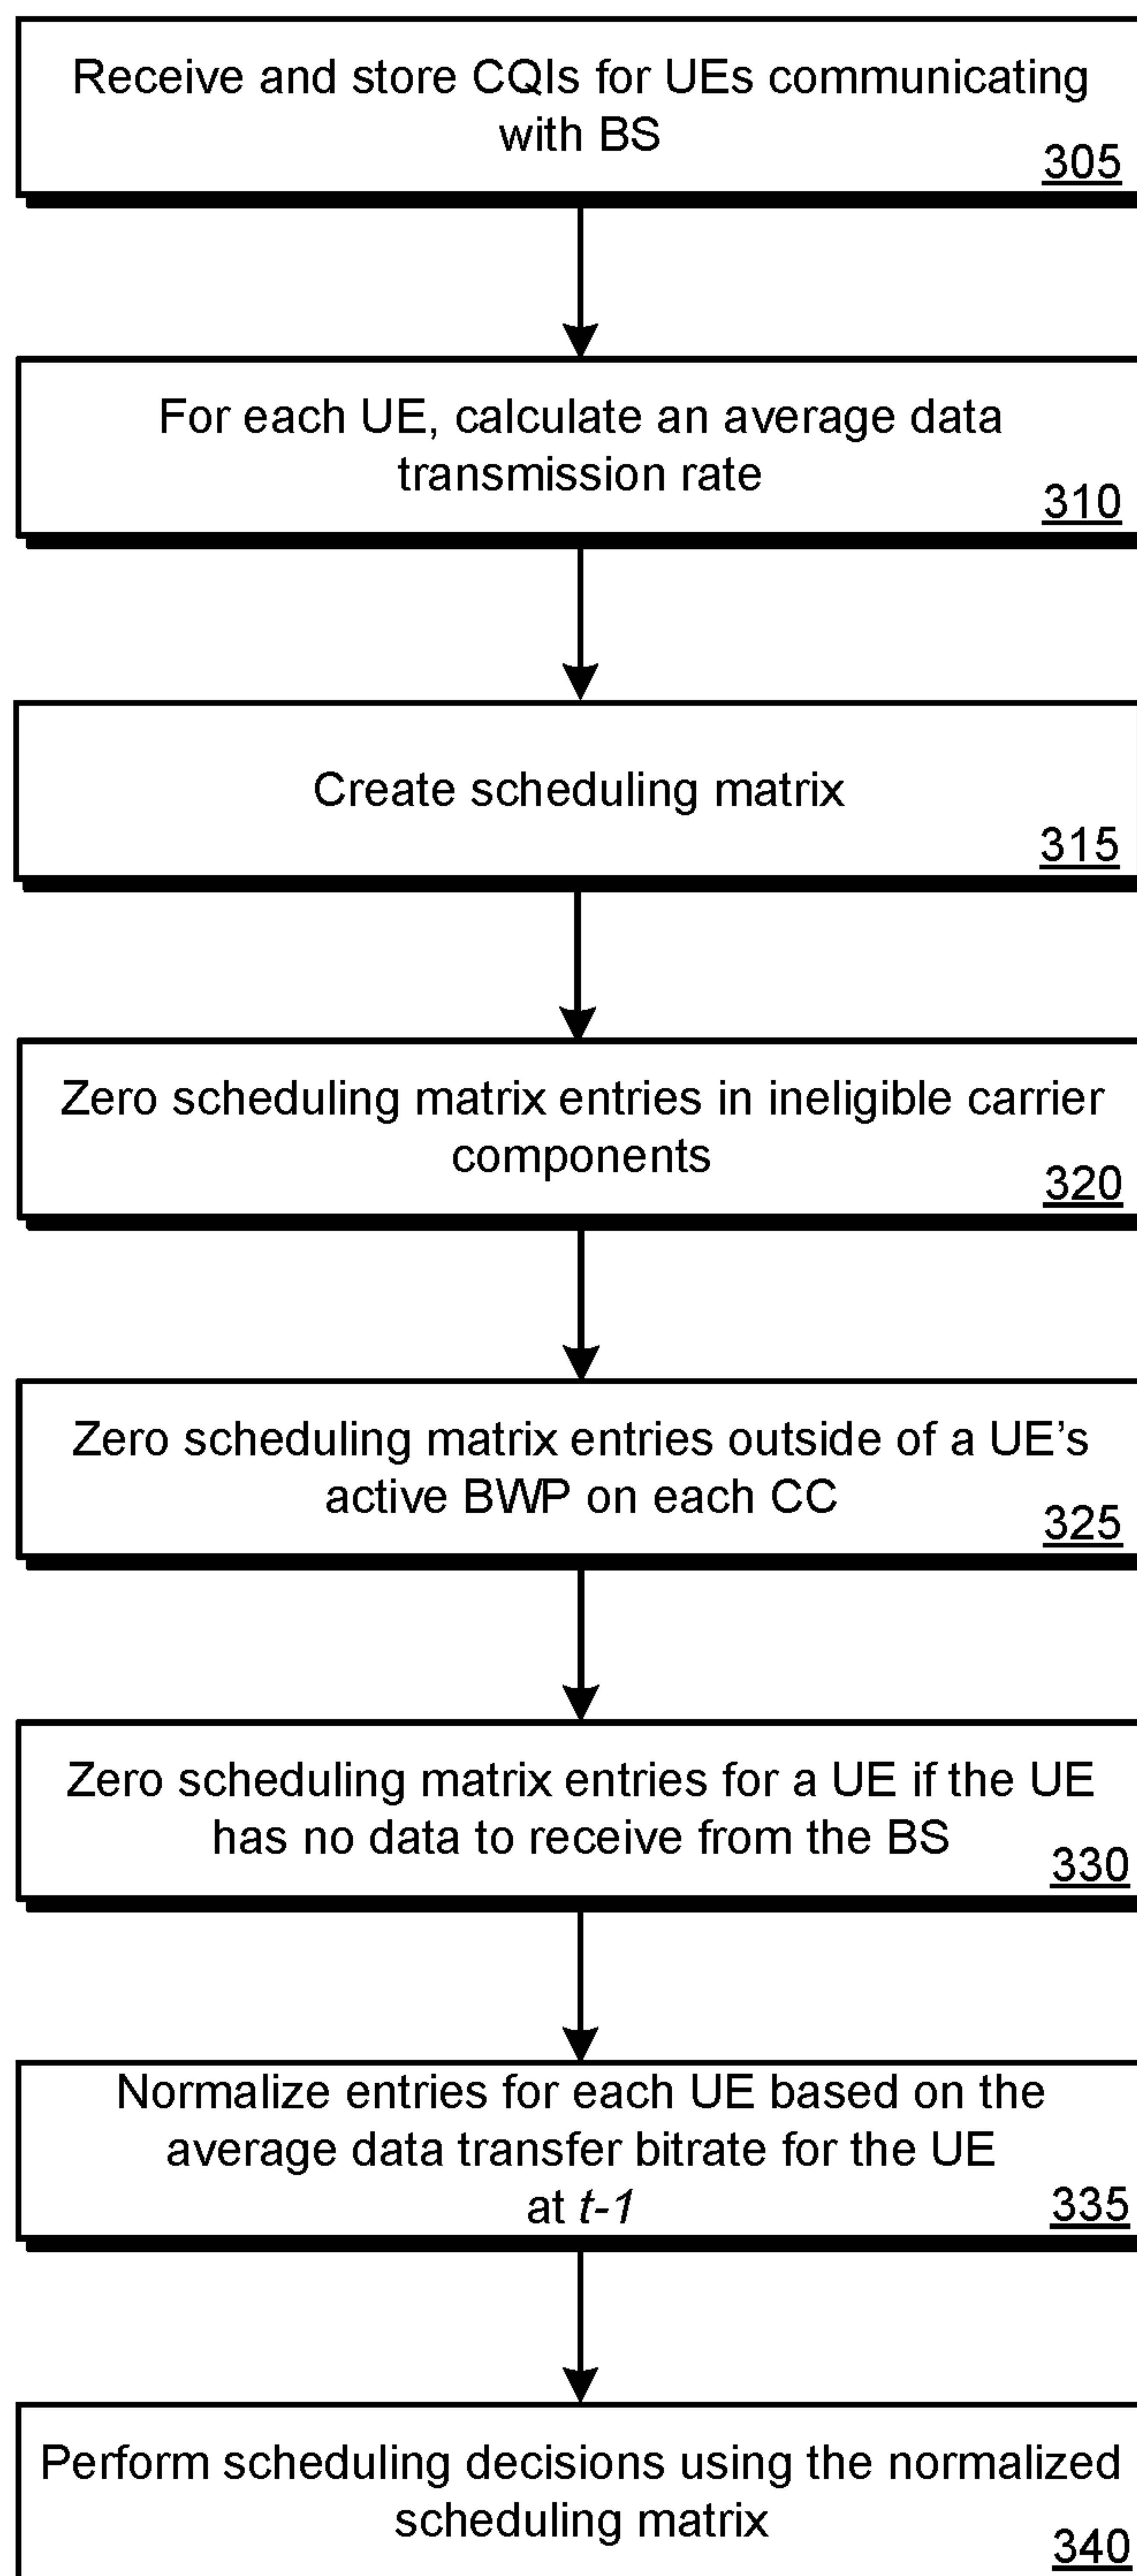 Receive and store CQIs for UEs communicating
with BS
305
For each UE, calculate an average data
transmission rate
310
Create scheduling matrix
315
Zero scheduling matrix entries in ineligible carrier
components
320
Zero scheduling matrix entries outside of a UE’s
active BWP on each CC
325
Zero scheduling matrix entries for a UE if the UE
has no data to receive from the BS
330
Normalize entries for each UE based on the
average data transfer bitrate for the UE
at t-1
335
Perform scheduling decisions using the normalized
scheduling matrix
340